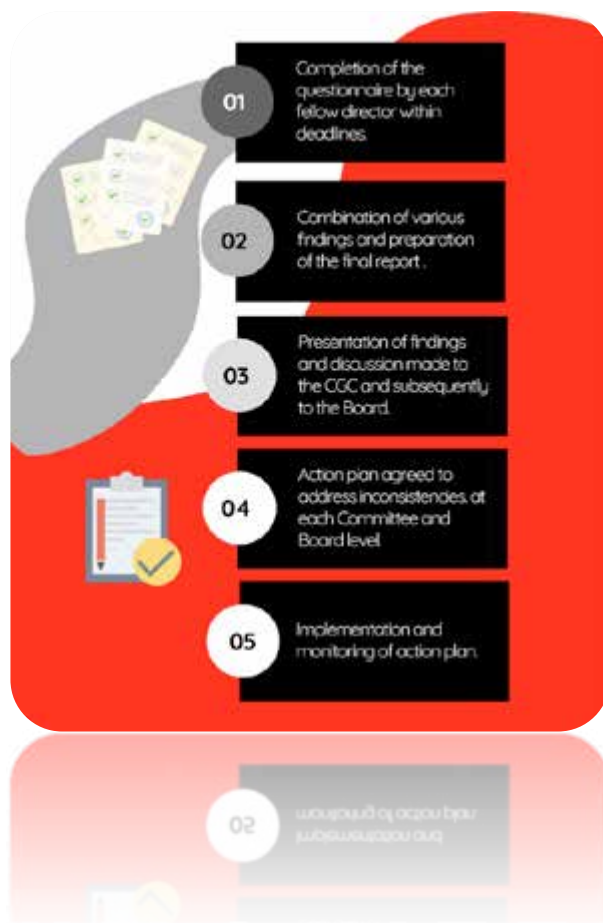 01
Completion of the
questionnaire by each
fellow director within
deadlines.
02
Combination of various
findings and preparation
of the final report .
03
Presentation of findings
and discussion made to
the CGC and subsequently
to the Board.
04
Action plan agreed to
address inconsistencies, at
each Committee and
Board level.
05
Implementation and
monitoring of action plan.